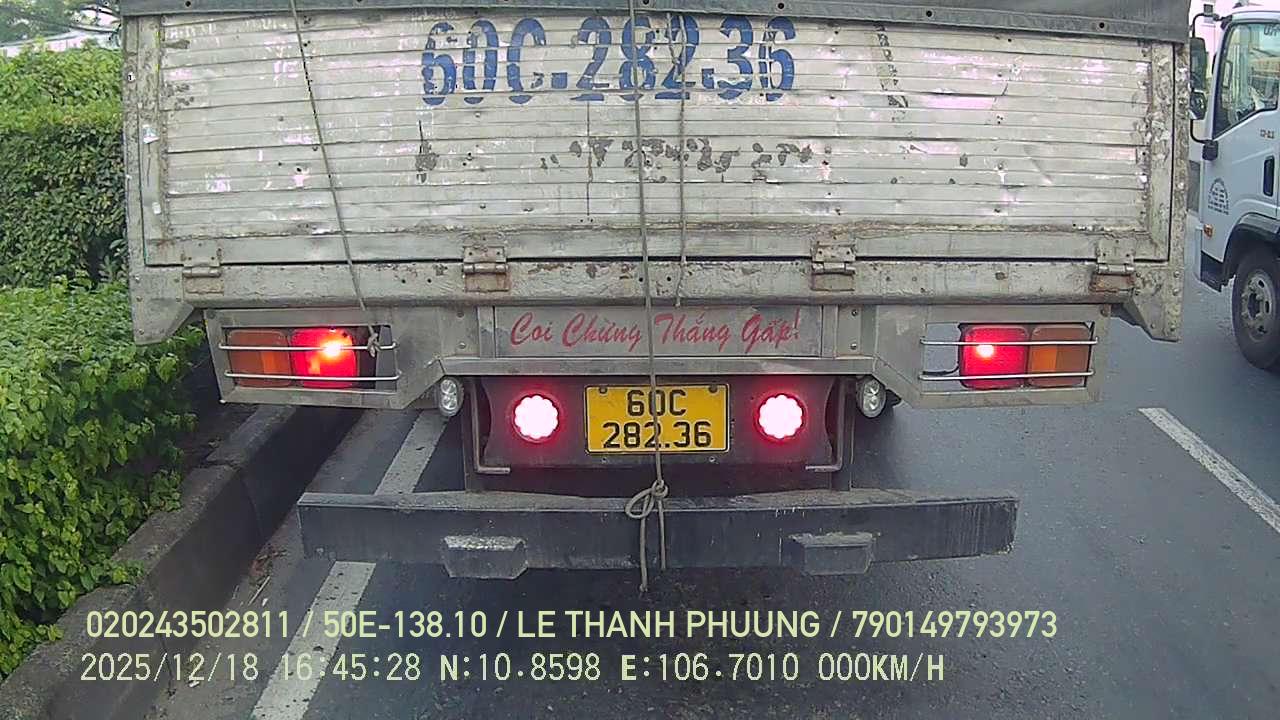 60C.282.36
Coi Chừng Thắng Gấp!
60C
282.36
020243502811 / 50E-138.10 / LE THANH PHUUNG / 790149793973
2025/12/18 16:45:28 N:10.8598 E:106.7010 000KM/H